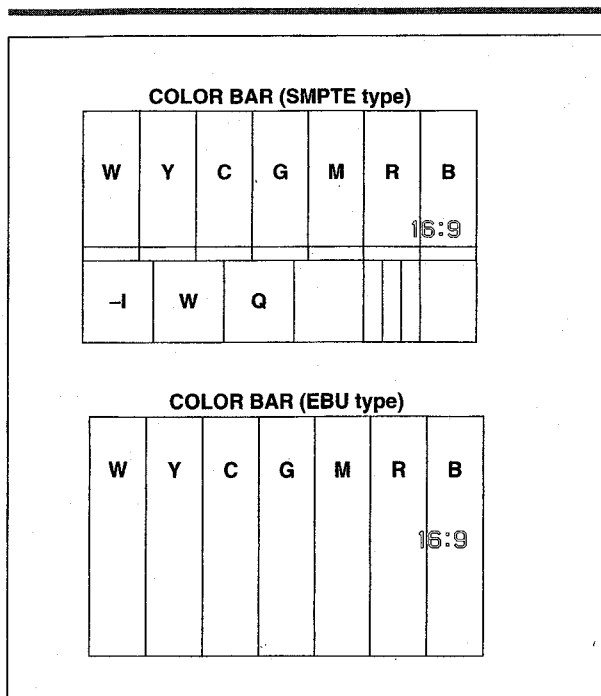 COLOR BAR (SMPTE type)
W Y C G M R B
16:9
–I W Q
COLOR BAR (EBU type)
W Y C G M R B
16:9